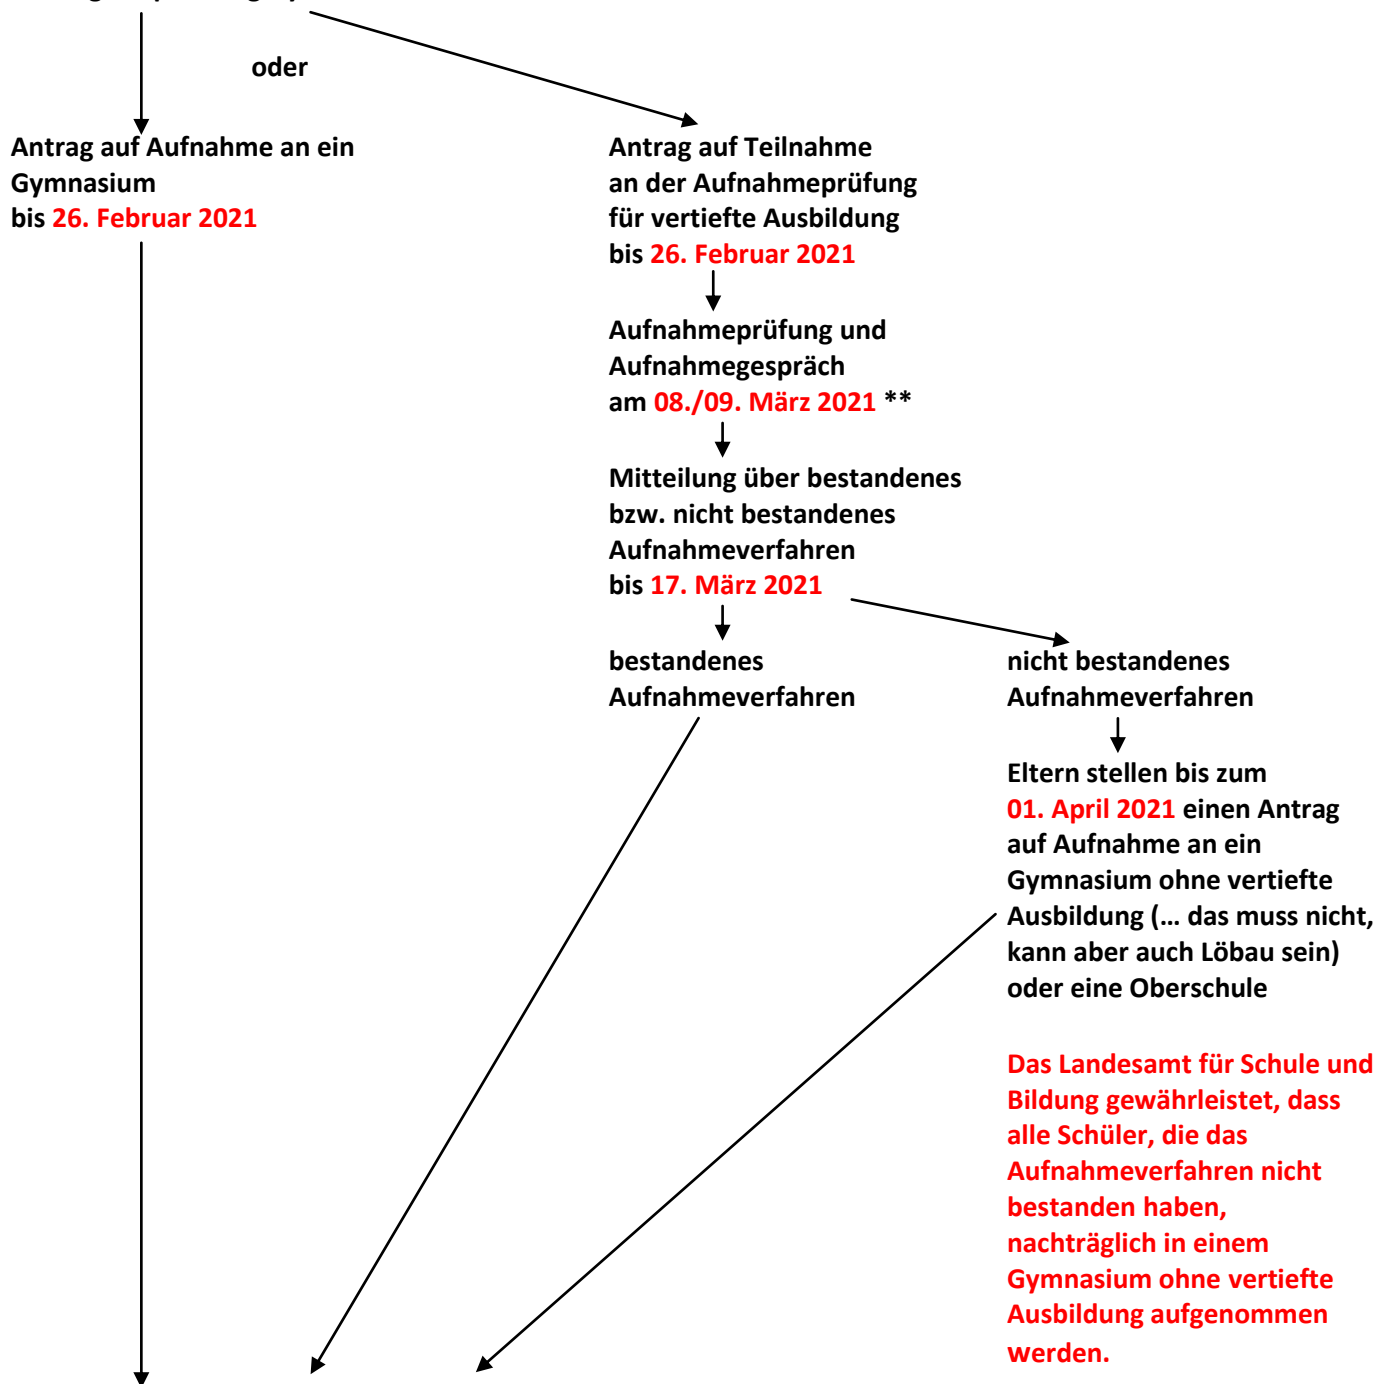 oder
Antrag auf Aufnahme an ein
Gymnasium
bis 26. Februar 2021
Antrag auf Teilnahme
an der Aufnahmeprüfung
für vertiefte Ausbildung
bis 26. Februar 2021
Aufnahmeprüfung und
Aufnahmegespräch
am 08./09. März 2021 **
Mitteilung über bestandenes
bzw. nicht bestandenes
Aufnahmeverfahren
bis 17. März 2021
bestandenes
Aufnahmeverfahren
nicht bestandenes
Aufnahmeverfahren
Eltern stellen bis zum
01. April 2021 einen Antrag
auf Aufnahme an ein
Gymnasium ohne vertiefte
Ausbildung (… das muss nicht,
kann aber auch Löbau sein)
oder eine Oberschule
Das Landesamt für Schule und
Bildung gewährleistet, dass
alle Schüler, die das
Aufnahmeverfahren nicht
bestanden haben,
nachträglich in einem
Gymnasium ohne vertiefte
Ausbildung aufgenommen
werden.